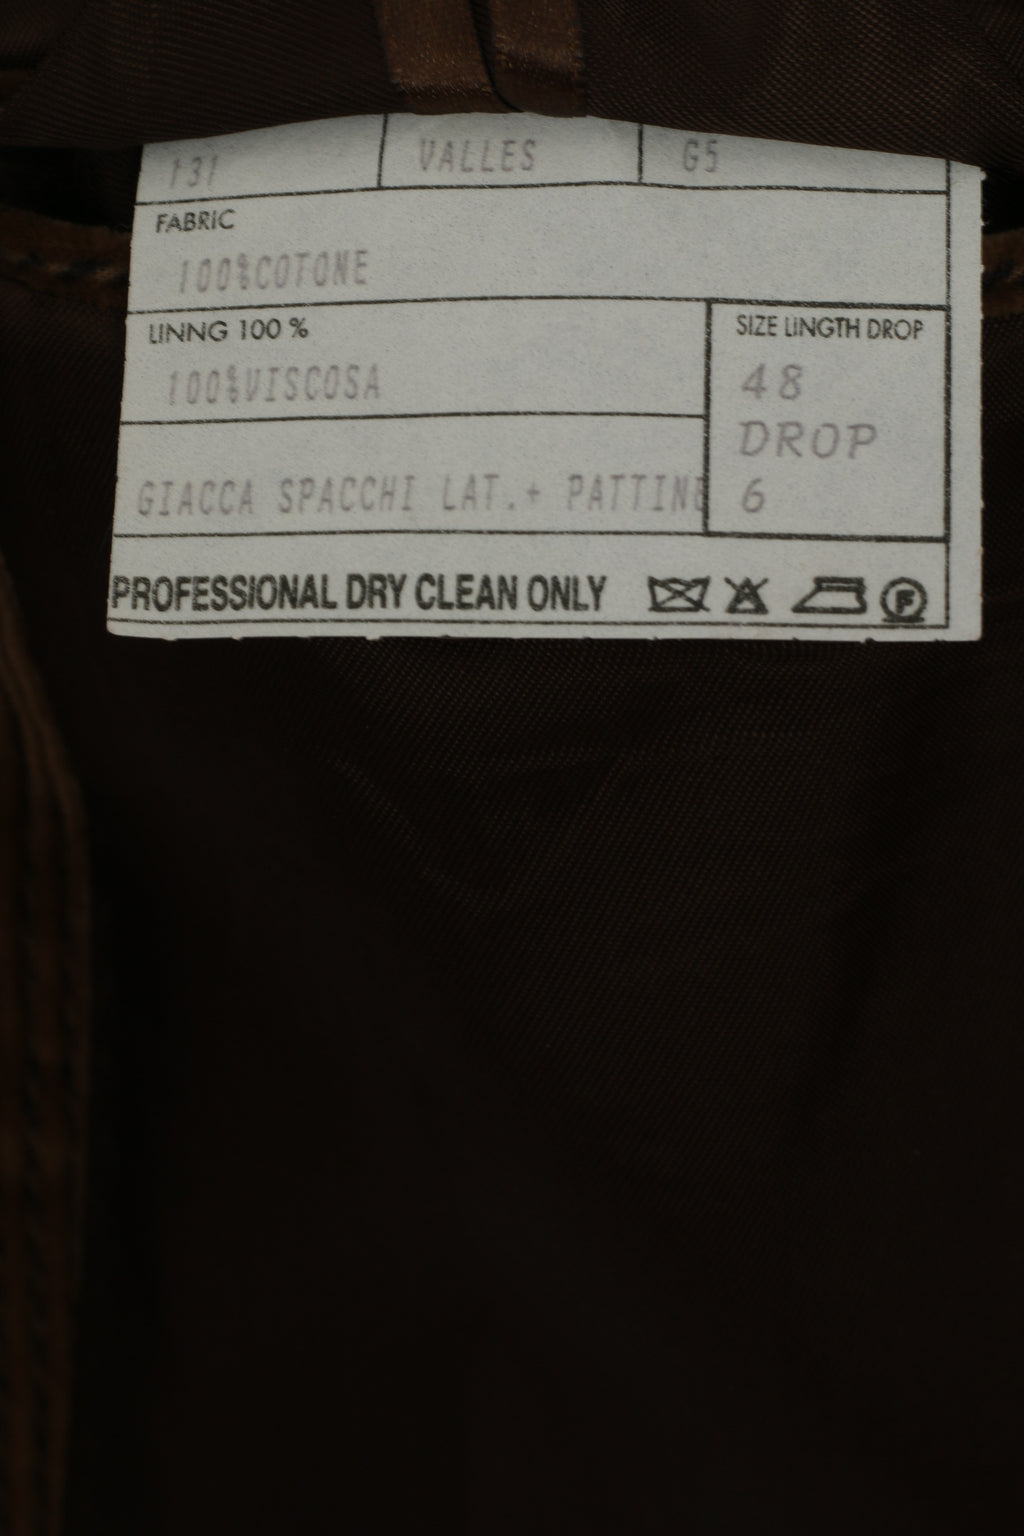 131 VALLES G5
FABRIC
100%COTONE
LINNG 100 %
100%VISCOSA
SIZE LINGTH DROP
48
DROP
6
GIACCA SPACCHI LAT.+ PATTINE
PROFESSIONAL DRY CLEAN ONLY F